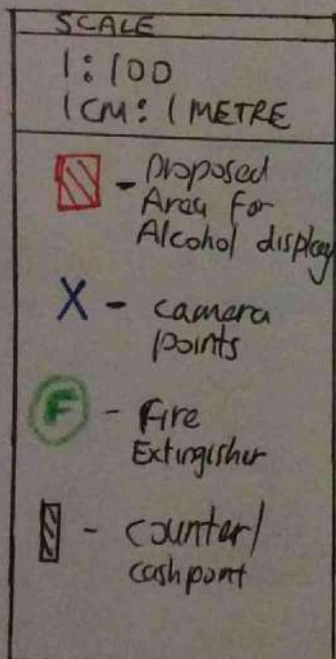 SCALE
1:100
1CM: 1 METRE
- Proposed
Area For
Alcohol display
X - camera
points
F - Fire
Extingisher
- counter/
cashpoint